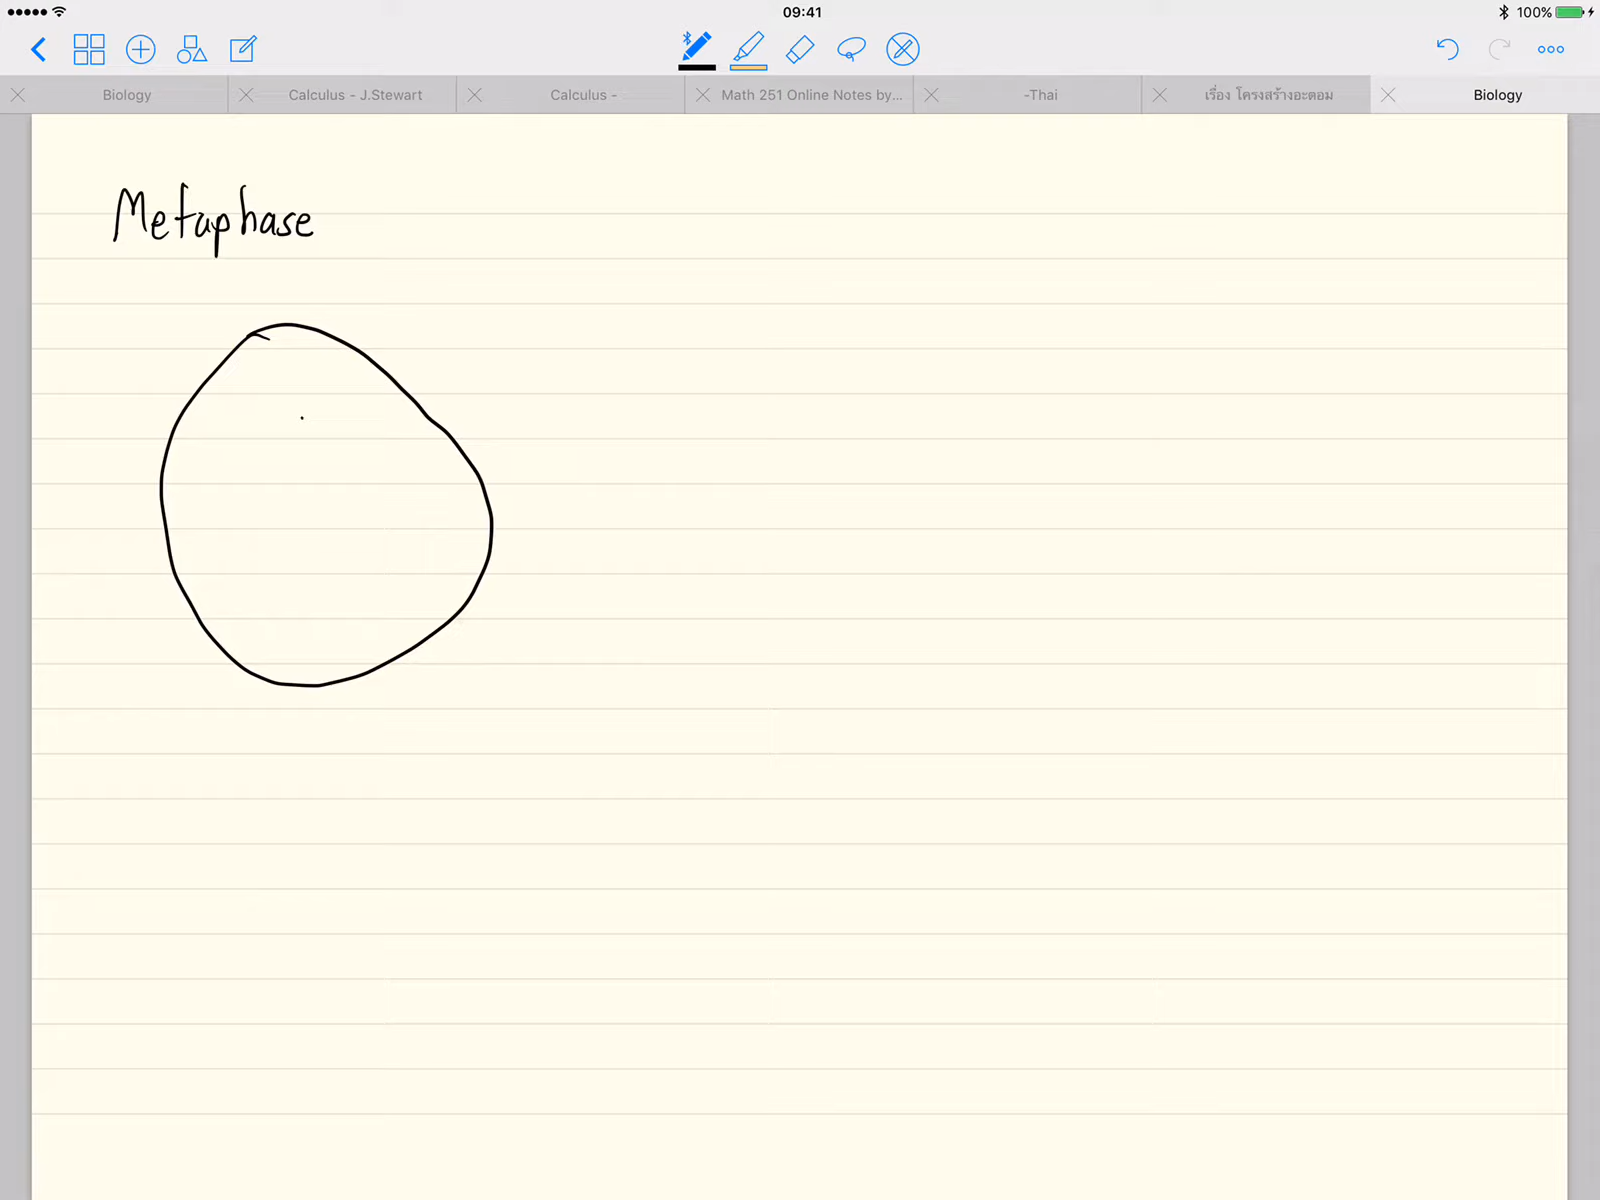 09:41
100%
Biology
Calculus - J.Stewart
Calculus -
Math 251 Online Notes by...
-Thai
เรื่อง โครงสร้างอะตอม
Biology
Metaphase